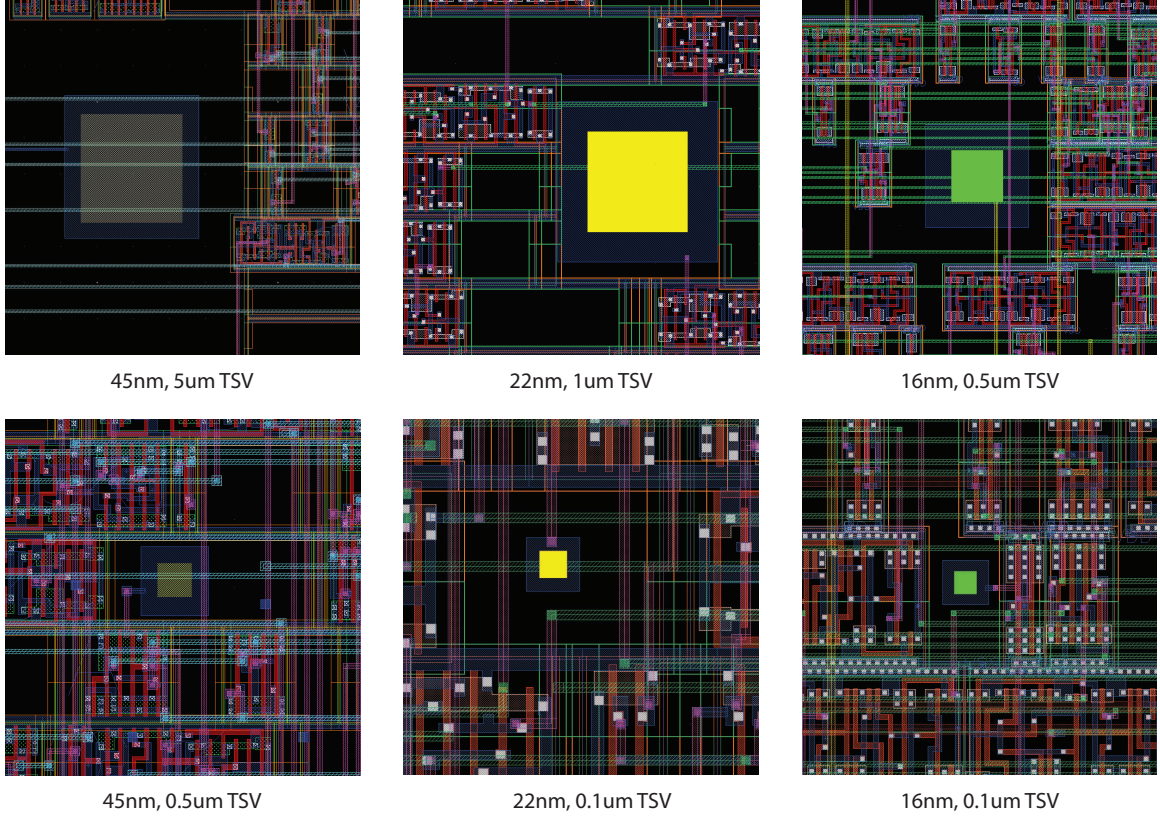 45nm, 5um TSV
22nm, 1um TSV
16nm, 0.5um TSV
45nm, 0.5um TSV
22nm, 0.1um TSV
16nm, 0.1um TSV